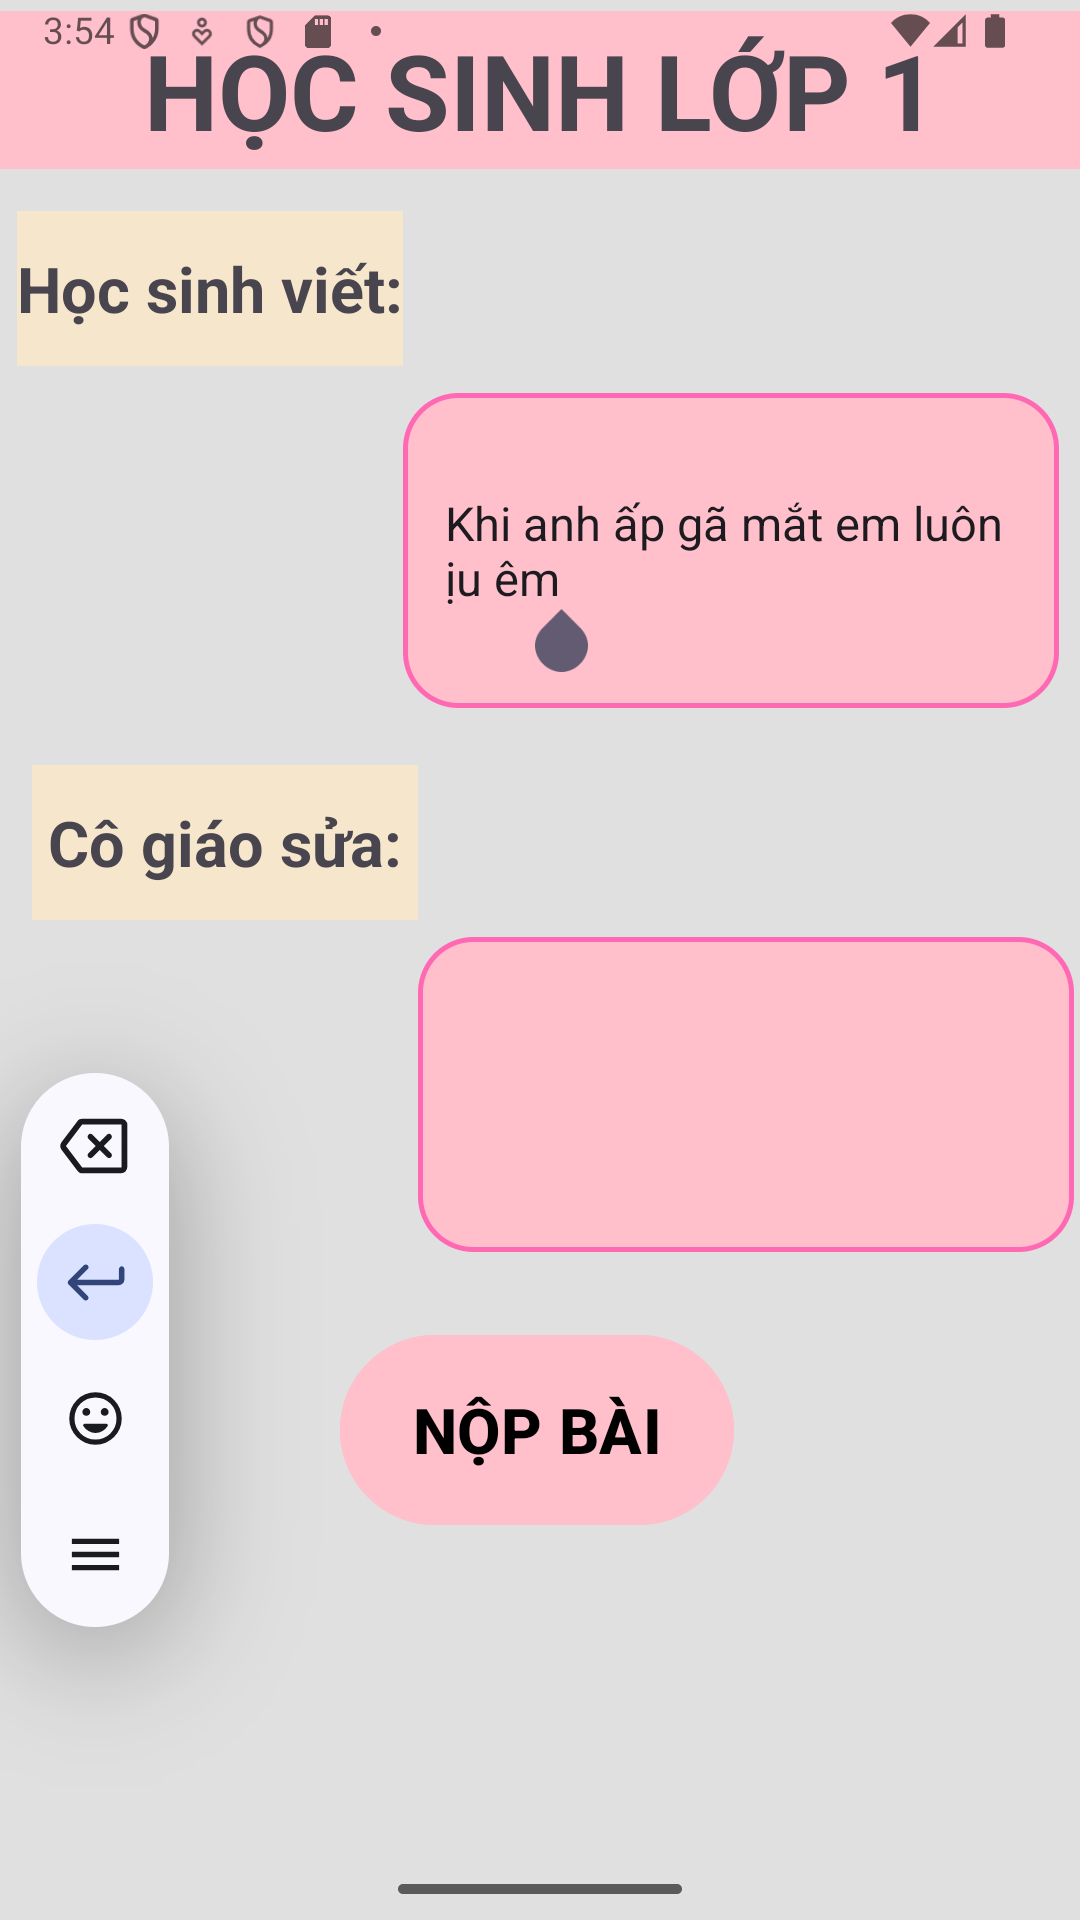 3:54
HỌC SINH LỚP 1
Học sinh viết:
Khi anh ấp gã mắt em luôn
ịu êm
Cô giáo sửa:
NỘP BÀI